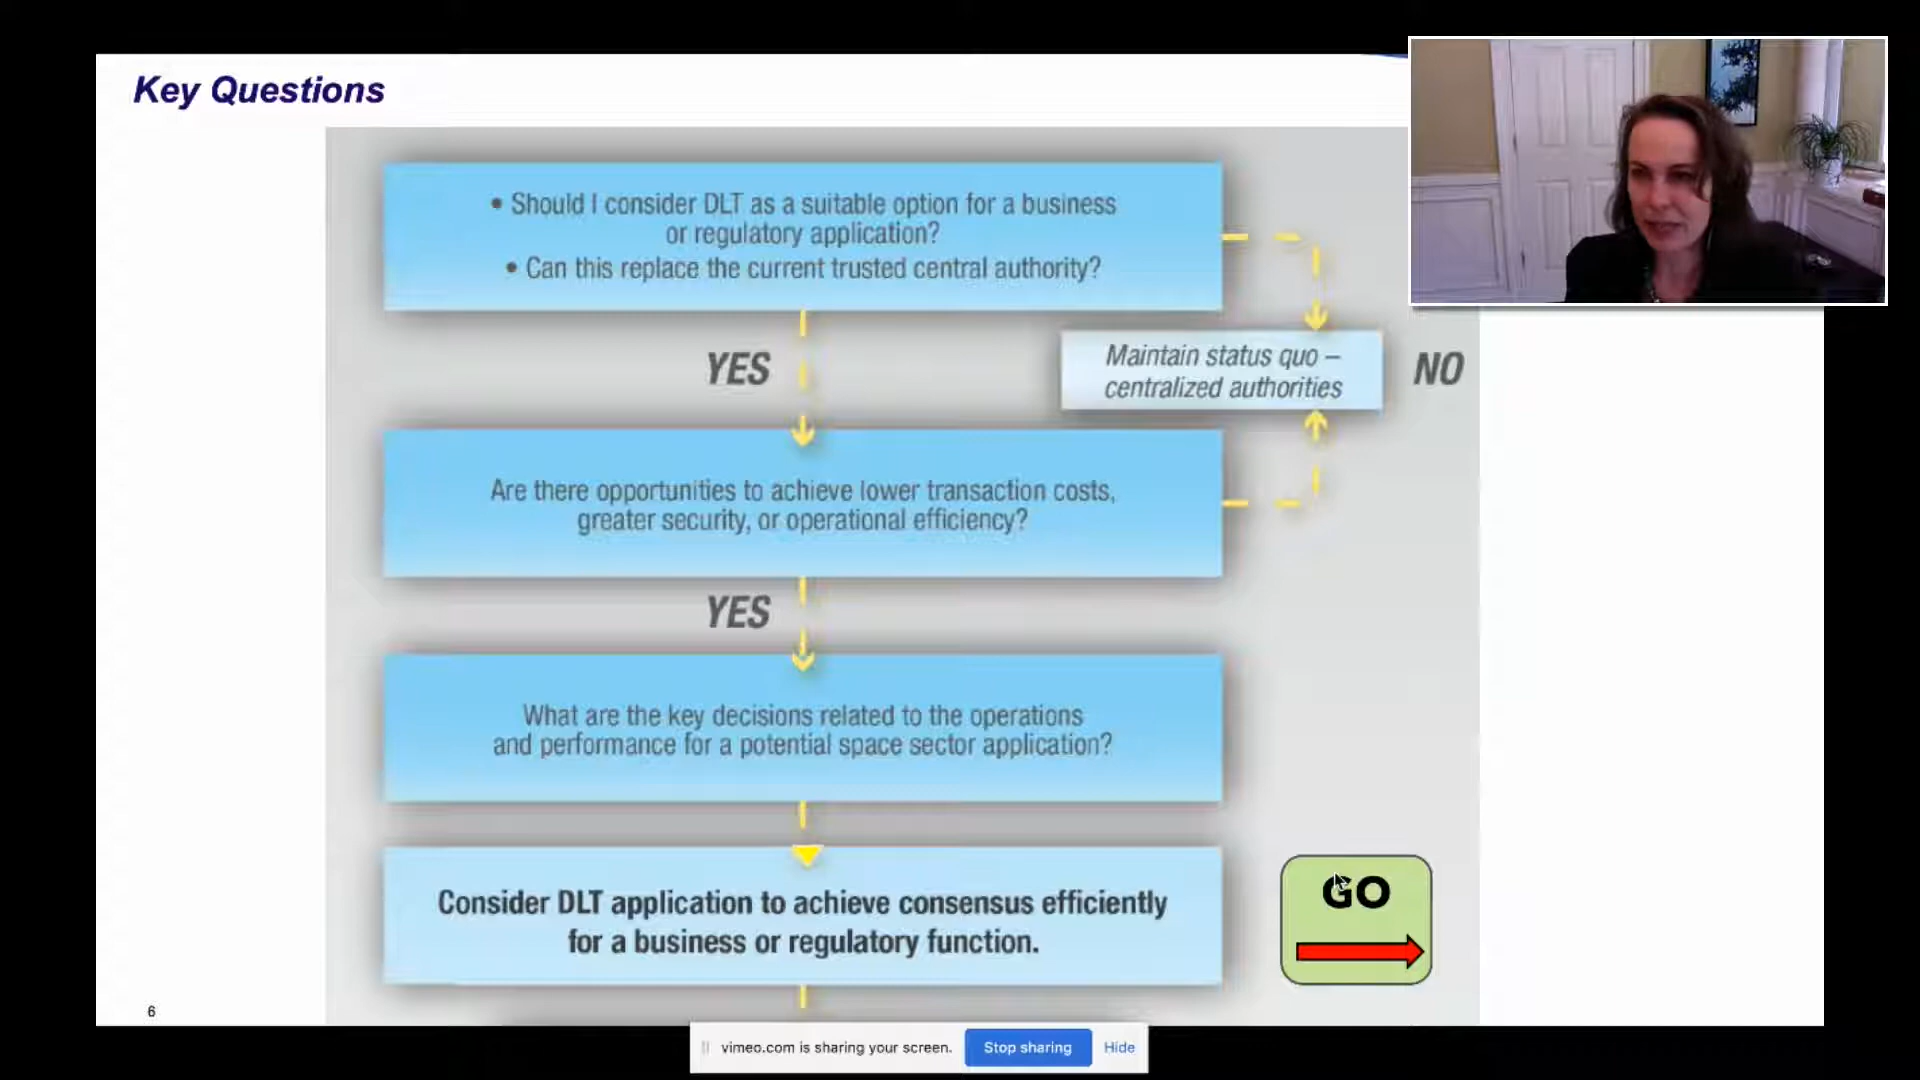 Key Questions
• Should I consider DLT as a suitable option for a business
or regulatory application?
• Can this replace the current trusted central authority?
YES
Maintain status quo –
centralized authorities
NO
Are there opportunities to achieve lower transaction costs,
greater security, or operational efficiency?
YES
What are the key decisions related to the operations
and performance for a potential space sector application?
Consider DLT application to achieve consensus efficiently
for a business or regulatory function.
GO
6
vimeo.com is sharing your screen.
Stop sharing
Hide